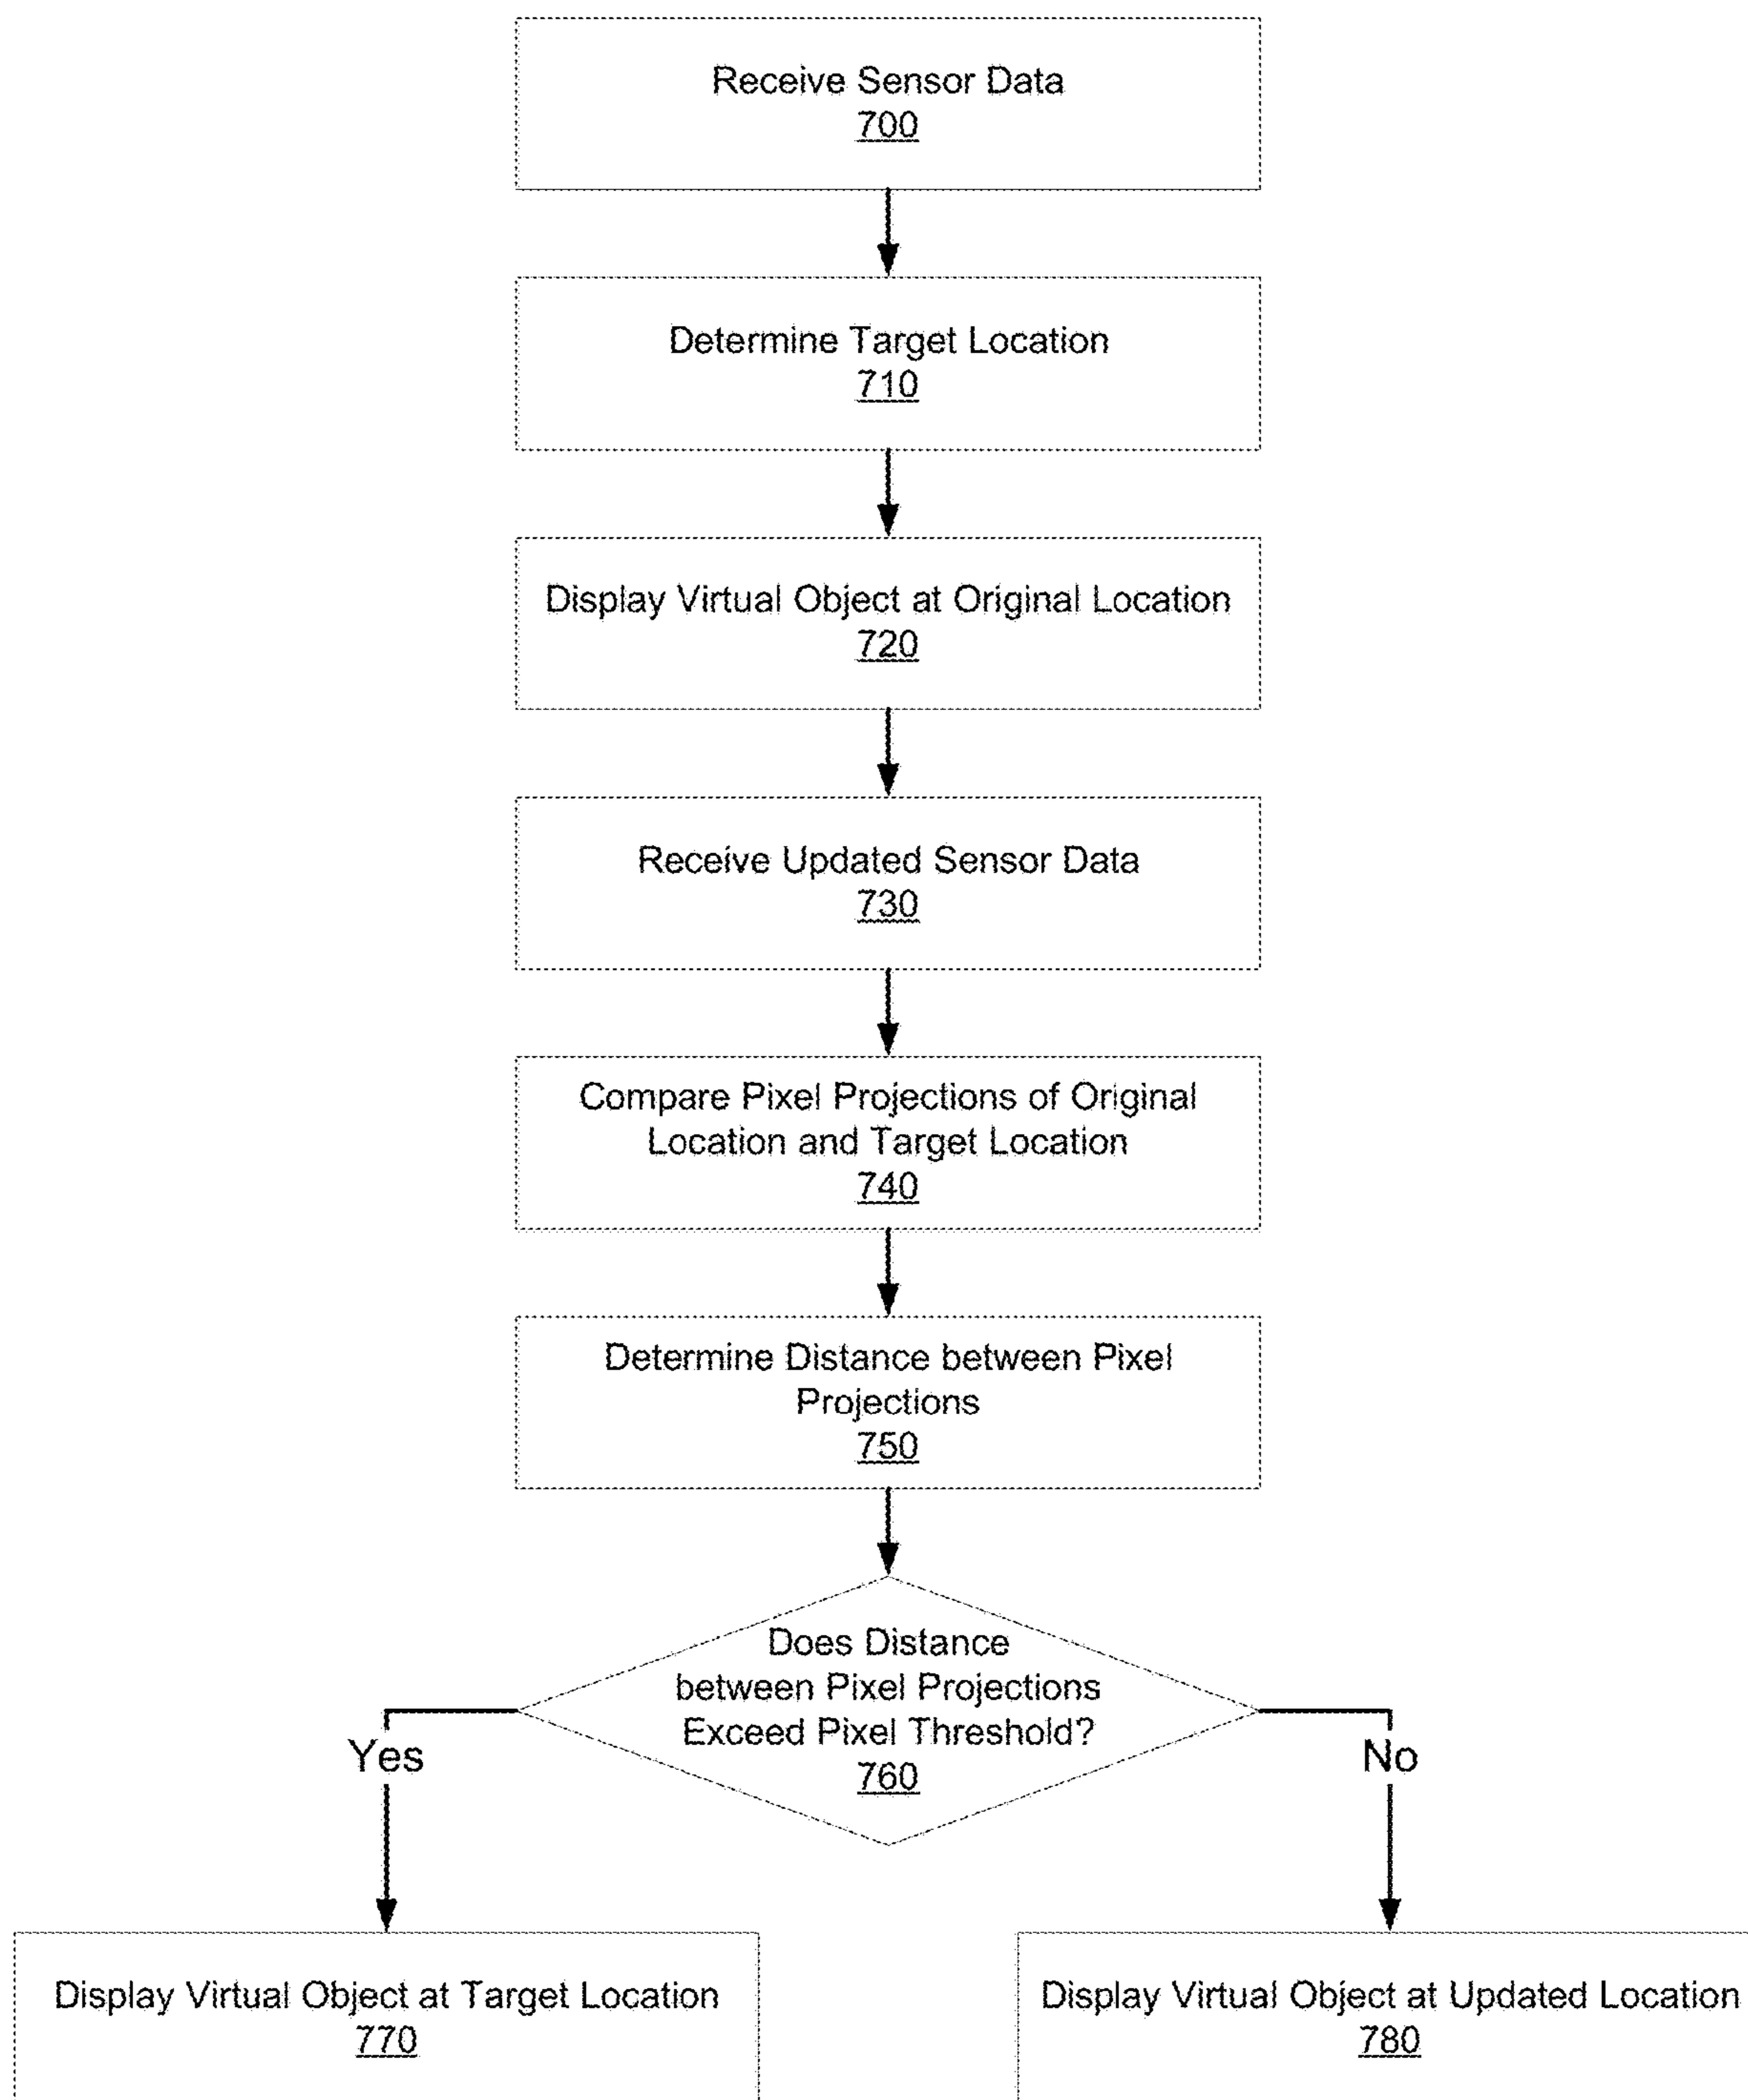 Receive Sensor Data
700
Determine Target Location
710
Display Virtual Object at Original Location
720
Receive Updated Sensor Data
730
Compare Pixel Projections of Original
Location and Target Location
740
Determine Distance between Pixel
Projections
750
Does Distance
between Pixel Projections
Exceed Pixel Threshold?
760
Yes
No
Display Virtual Object at Target Location
770
Display Virtual Object at Updated Location
780